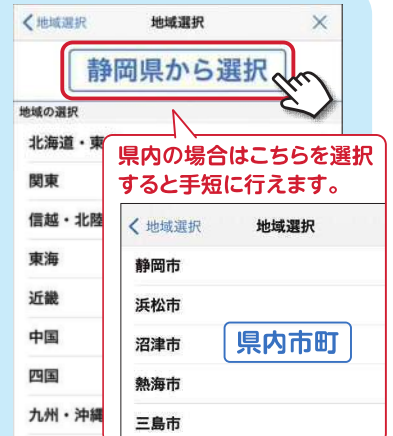 地域選択
地域選択
静岡県から選択
地域の選択
北海道・東
関東
信越・北陸
東海
近畿
中国
四国
九州・沖縄
県内の場合はこちらを選択
すると手短に行えます。
地域選択
地域選択
静岡市
浜松市
沼津市
県内市町
熱海市
三島市